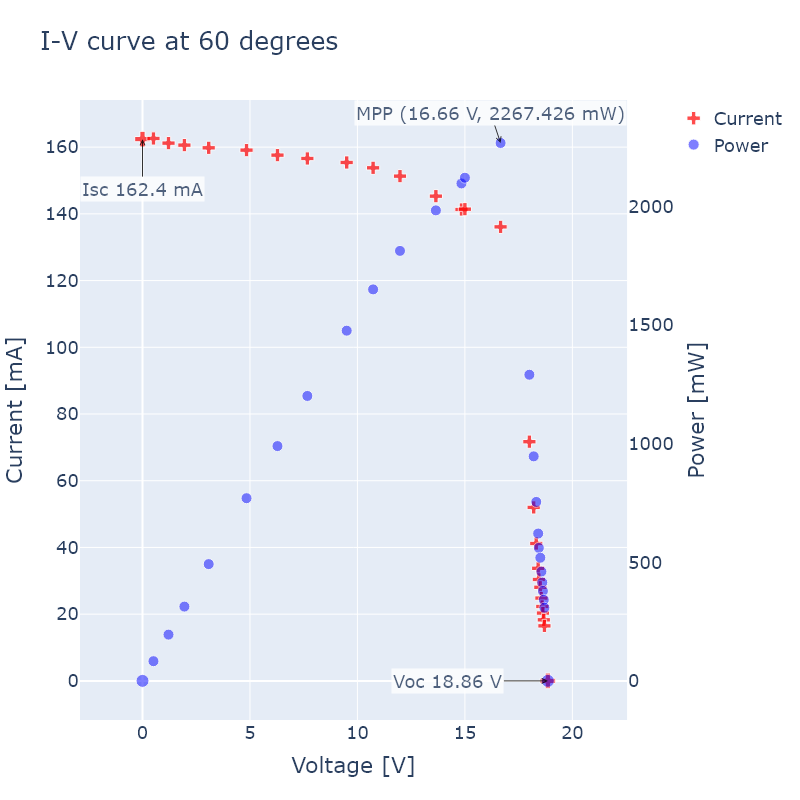 I-V curve at 60 degrees
MPP (16.66 V, 2267.426 mW)
Current
Power
Isc 162.4 mA
Voc 18.86 V
160
140
120
100
80
60
40
20
0
Current [mA]
2000
1500
1000
500
0
Power [mW]
0 5 10 15 20
Voltage [V]